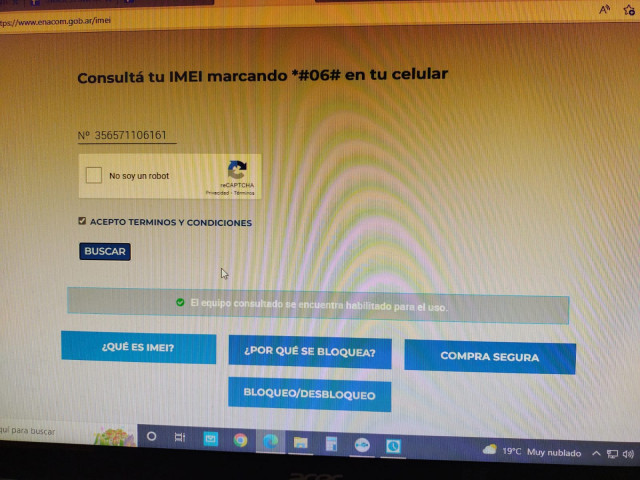 tps://www.enacom.gob.ar/imei
Consultá tu IMEI marcando *#06# en tu celular
Nº 356571106161
No soy un robot
reCAPTCHA
Privacidad - Términos
ACEPTO TERMINOS Y CONDICIONES
BUSCAR
El equipo consultado se encuentra habilitado para el uso.
¿QUÉ ES IMEI?
¿POR QUÉ SE BLOQUEA?
COMPRA SEGURA
BLOQUEO/DESBLOQUEO
quí para buscar
19°C Muy nublado